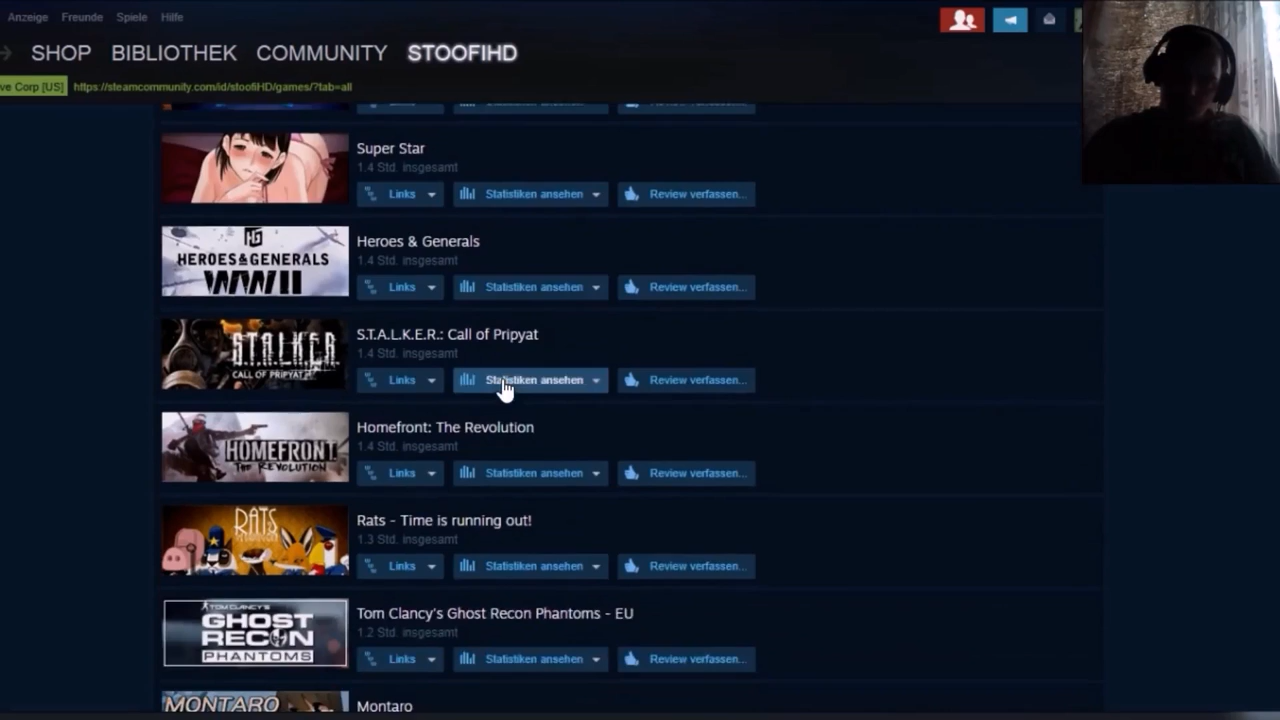 Anzeige Freunde Spiele Hilfe
SHOP BIBLIOTHEK COMMUNITY STOOFIHD
ve Corp [US] https://steamcommunity.com/id/stoofiHD/games/?tab=all
Links
Super Star
1.4 Std. insgesamt
Links Statistiken ansehen Review verfassen...
HG
HEROES & GENERALS
WWII
Heroes & Generals
1.4 Std. insgesamt
Links Statistiken ansehen Review verfassen...
S.T.A.L.K.E.R
CALL OF PRIPYAT
S.T.A.L.K.E.R.: Call of Pripyat
1.4 Std. insgesamt
Links Statistiken ansehen Review verfassen...
HOMEFRONT
THE REVOLUTION
Homefront: The Revolution
1.4 Std. insgesamt
Links Statistiken ansehen Review verfassen...
RATS
Rats - Time is running out!
1.3 Std. insgesamt
Links Statistiken ansehen Review verfassen...
TOM CLANCY'S
GHOST
RECON
PHANTOMS
Tom Clancy's Ghost Recon Phantoms - EU
1.2 Std. insgesamt
Links Statistiken ansehen Review verfassen...
MONTARO
Montaro